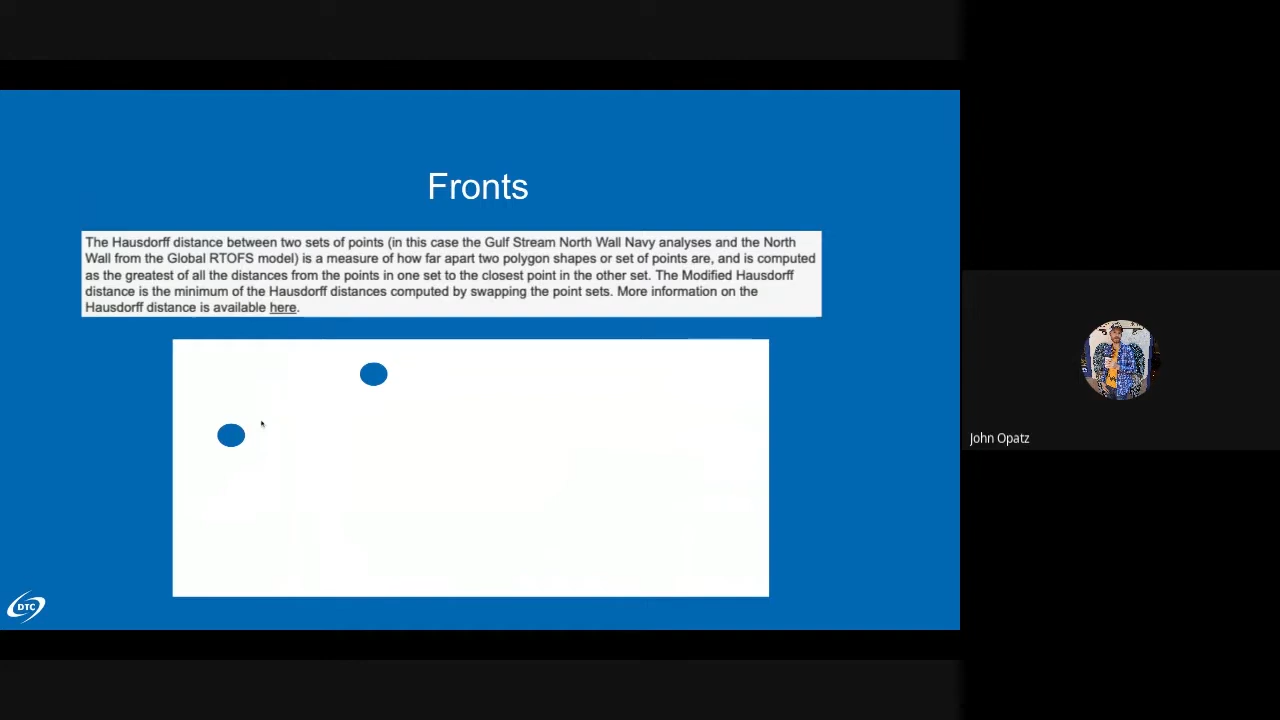 Fronts
The Hausdorff distance between two sets of points (in this case the Gulf Stream North Wall Navy analyses and the North
Wall from the Global RTOFS model) is a measure of how far apart two polygon shapes or set of points are, and is computed
as the greatest of all the distances from the points in one set to the closest point in the other set. The Modified Hausdorff
distance is the minimum of the Hausdorff distances computed by swapping the point sets. More information on the
Hausdorff distance is available here.
John Opatz
DTC